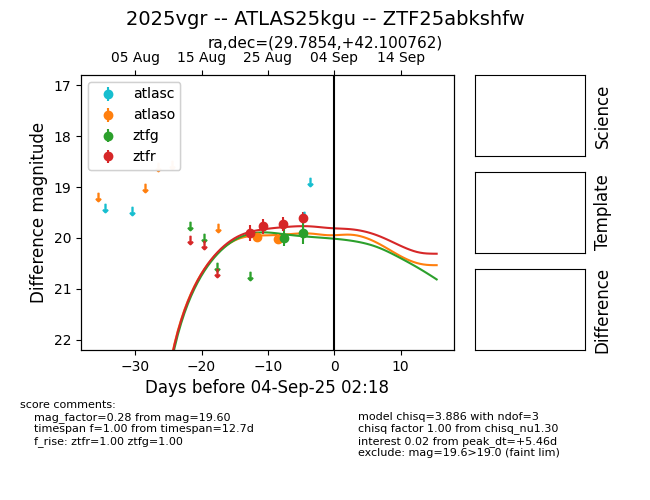 2025vgr -- ATLAS25kgu -- ZTF25abkshfw
ra,dec=(29.7854,+42.100762)
05 Aug 15 Aug 25 Aug 04 Sep 14 Sep
17
18
19
20
21
22
Difference magnitude
atlasc
atlaso
ztfg
ztfr
−30 −20 −10 0 10
Days before 04-Sep-25 02:18
Science
Template
Difference
score comments:
mag_factor=0.28 from mag=19.60
timespan f=1.00 from timespan=12.7d
f_rise: ztfr=1.00 ztfg=1.00
model chisq=3.886 with ndof=3
chisq factor 1.00 from chisq_nu1.30
interest 0.02 from peak_dt=+5.46d
exclude: mag=19.6>19.0 (faint lim)